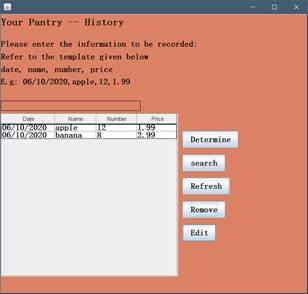 Your Pantry -- History
Please enter the information to be recorded:
Refer to the template given below
date, name, number, price
E.g: 06/10/2020,apple,12,1.99
Date Name Number Price
06/10/2020 apple 12 1.99
06/10/2020 banana 8 2.99
Determine
search
Refresh
Remove
Edit